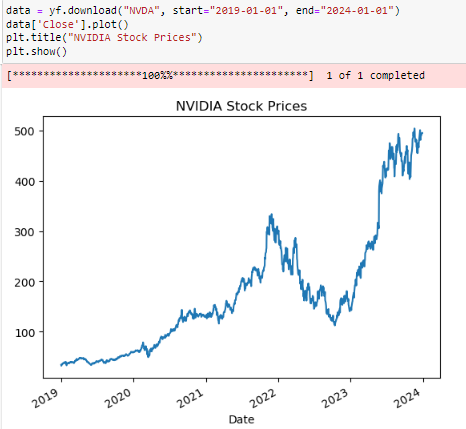 data = yf.download("NVDA", start="2019-01-01", end="2024-01-01")
data['Close'].plot()
plt.title("NVIDIA Stock Prices")
plt.show()
[*********************100%%**********************]  1 of 1 completed
NVIDIA Stock Prices
500
400
300
200
100
2019
2020
2021
2022
2023
2024
Date